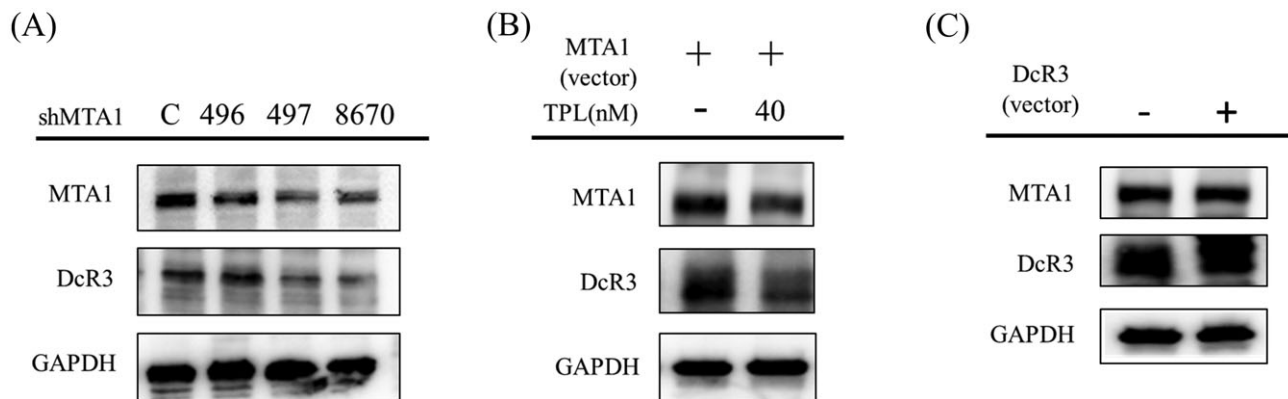 (A)
shMTA1 C 496 497 8670
MTA1
DcR3
GAPDH
(B)
MTA1 + +
(vector)
TPL(nM) - 40
MTA1
DcR3
GAPDH
(C)
DcR3
(vector) - +
MTA1
DcR3
GAPDH